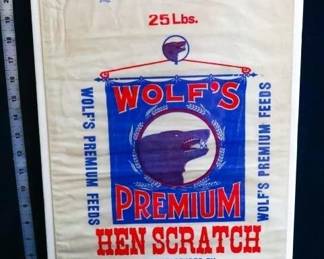 25 Lbs.
WOLF'S
PREMIUM
WOLF'S PREMIUM FEEDS
WOLF'S PREMIUM FEEDS
HEN SCRATCH